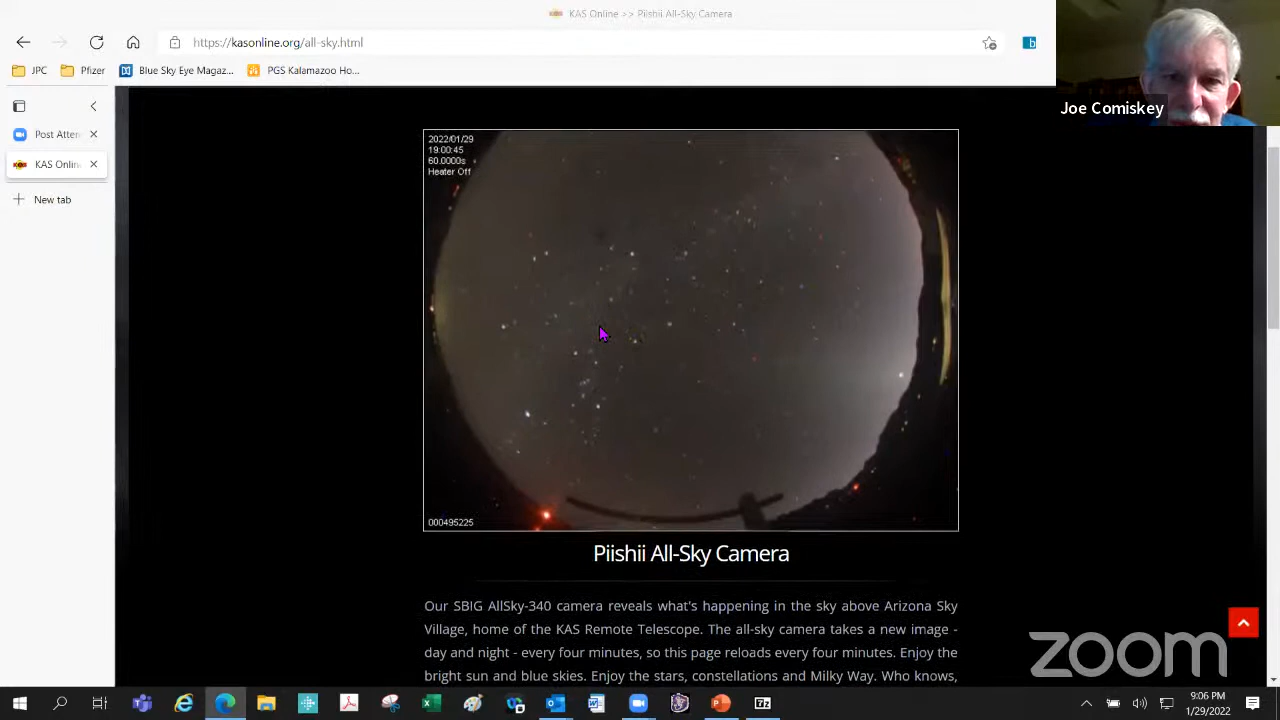 KAS Online >> Piishii All-Sky Camera
https://kasonline.org/all-sky.html
JPC
Pfizer
Blue Sky Eye Magaz...
PGS Kalamazoo Ho...
Joe Comiskey
Post Atten
KAS Onlin
New tab
2022/01/29
19:00:45
60.0000s
Heater Off
000495225
Piishii All-Sky Camera
Our SBIG AllSky-340 camera reveals what's happening in the sky above Arizona Sky
Village, home of the KAS Remote Telescope. The all-sky camera takes a new image -
day and night - every four minutes, so this page reloads every four minutes. Enjoy the
bright sun and blue skies. Enjoy the stars, constellations and Milky Way. Who knows,
zoom
9:06 PM
1/29/2022